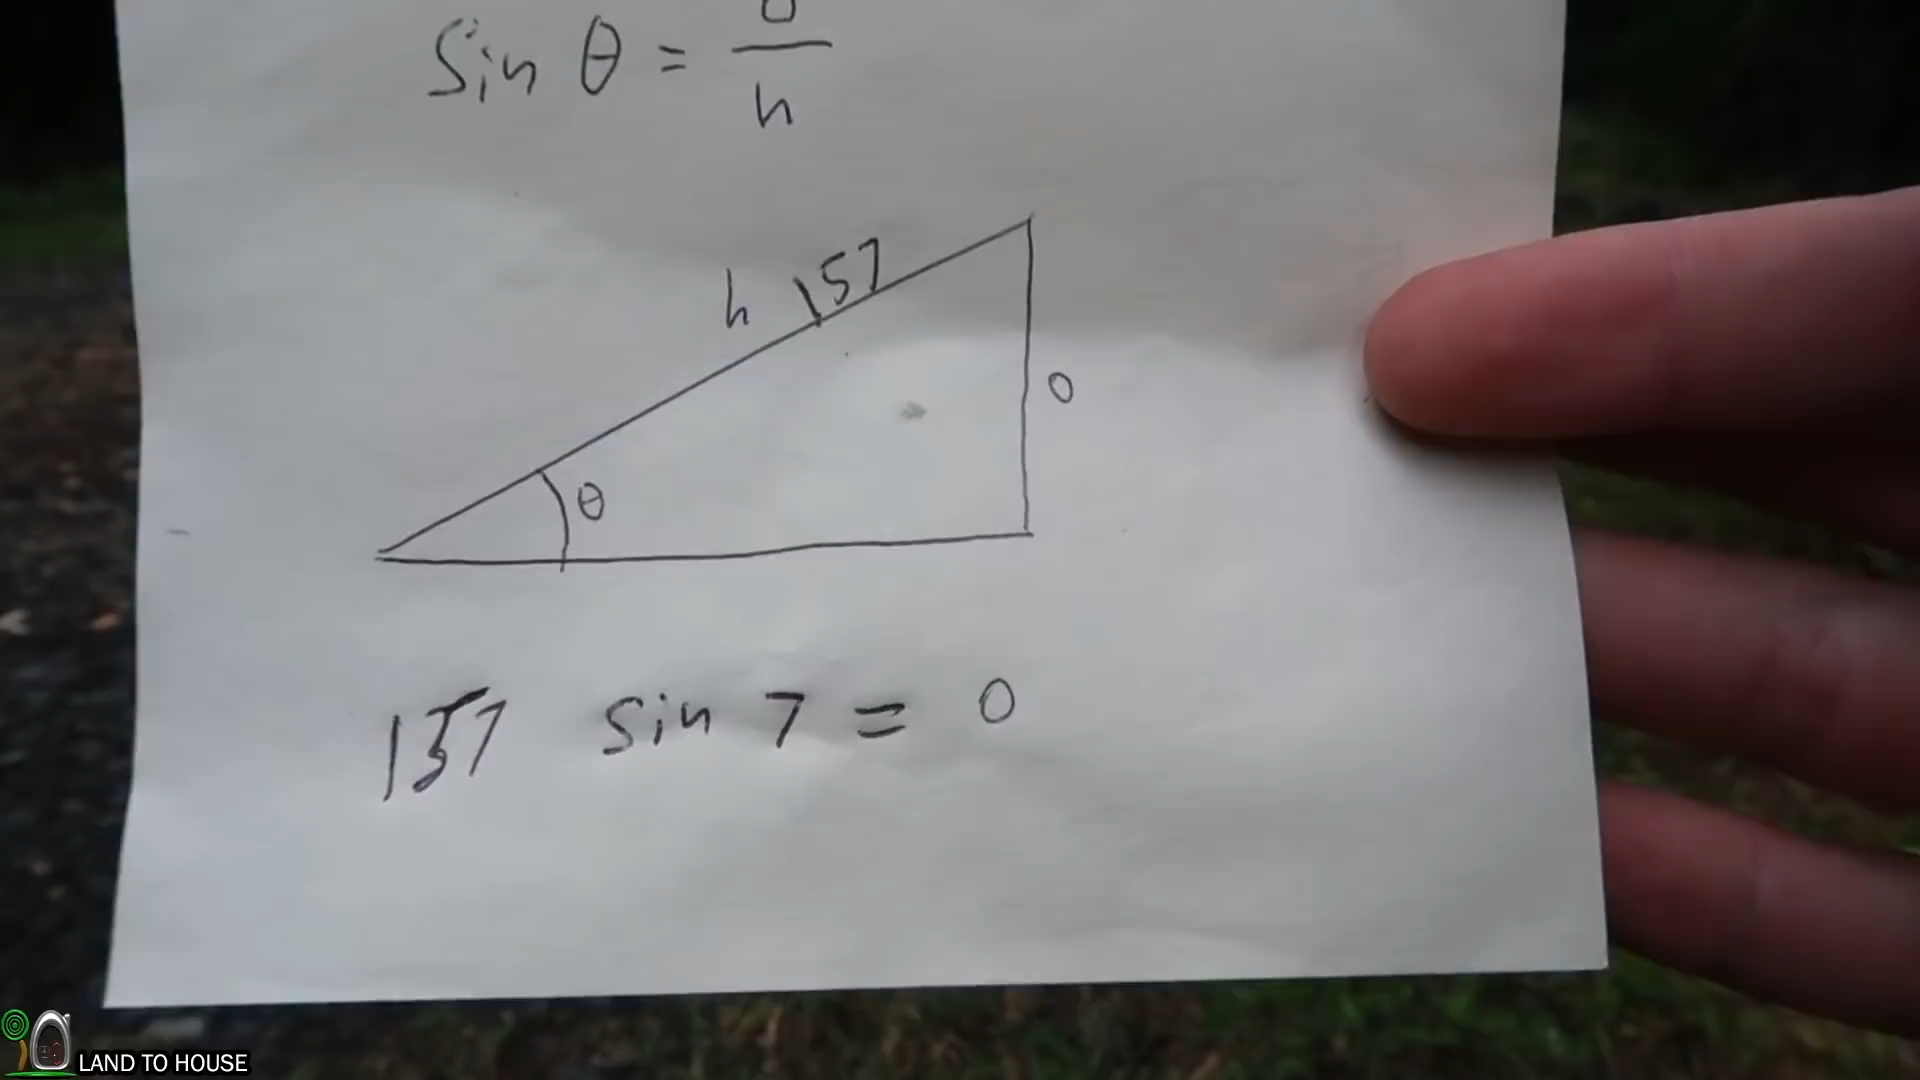 Sin θ = o
h
h 157
o
θ
157 sin 7 = o
LAND TO HOUSE